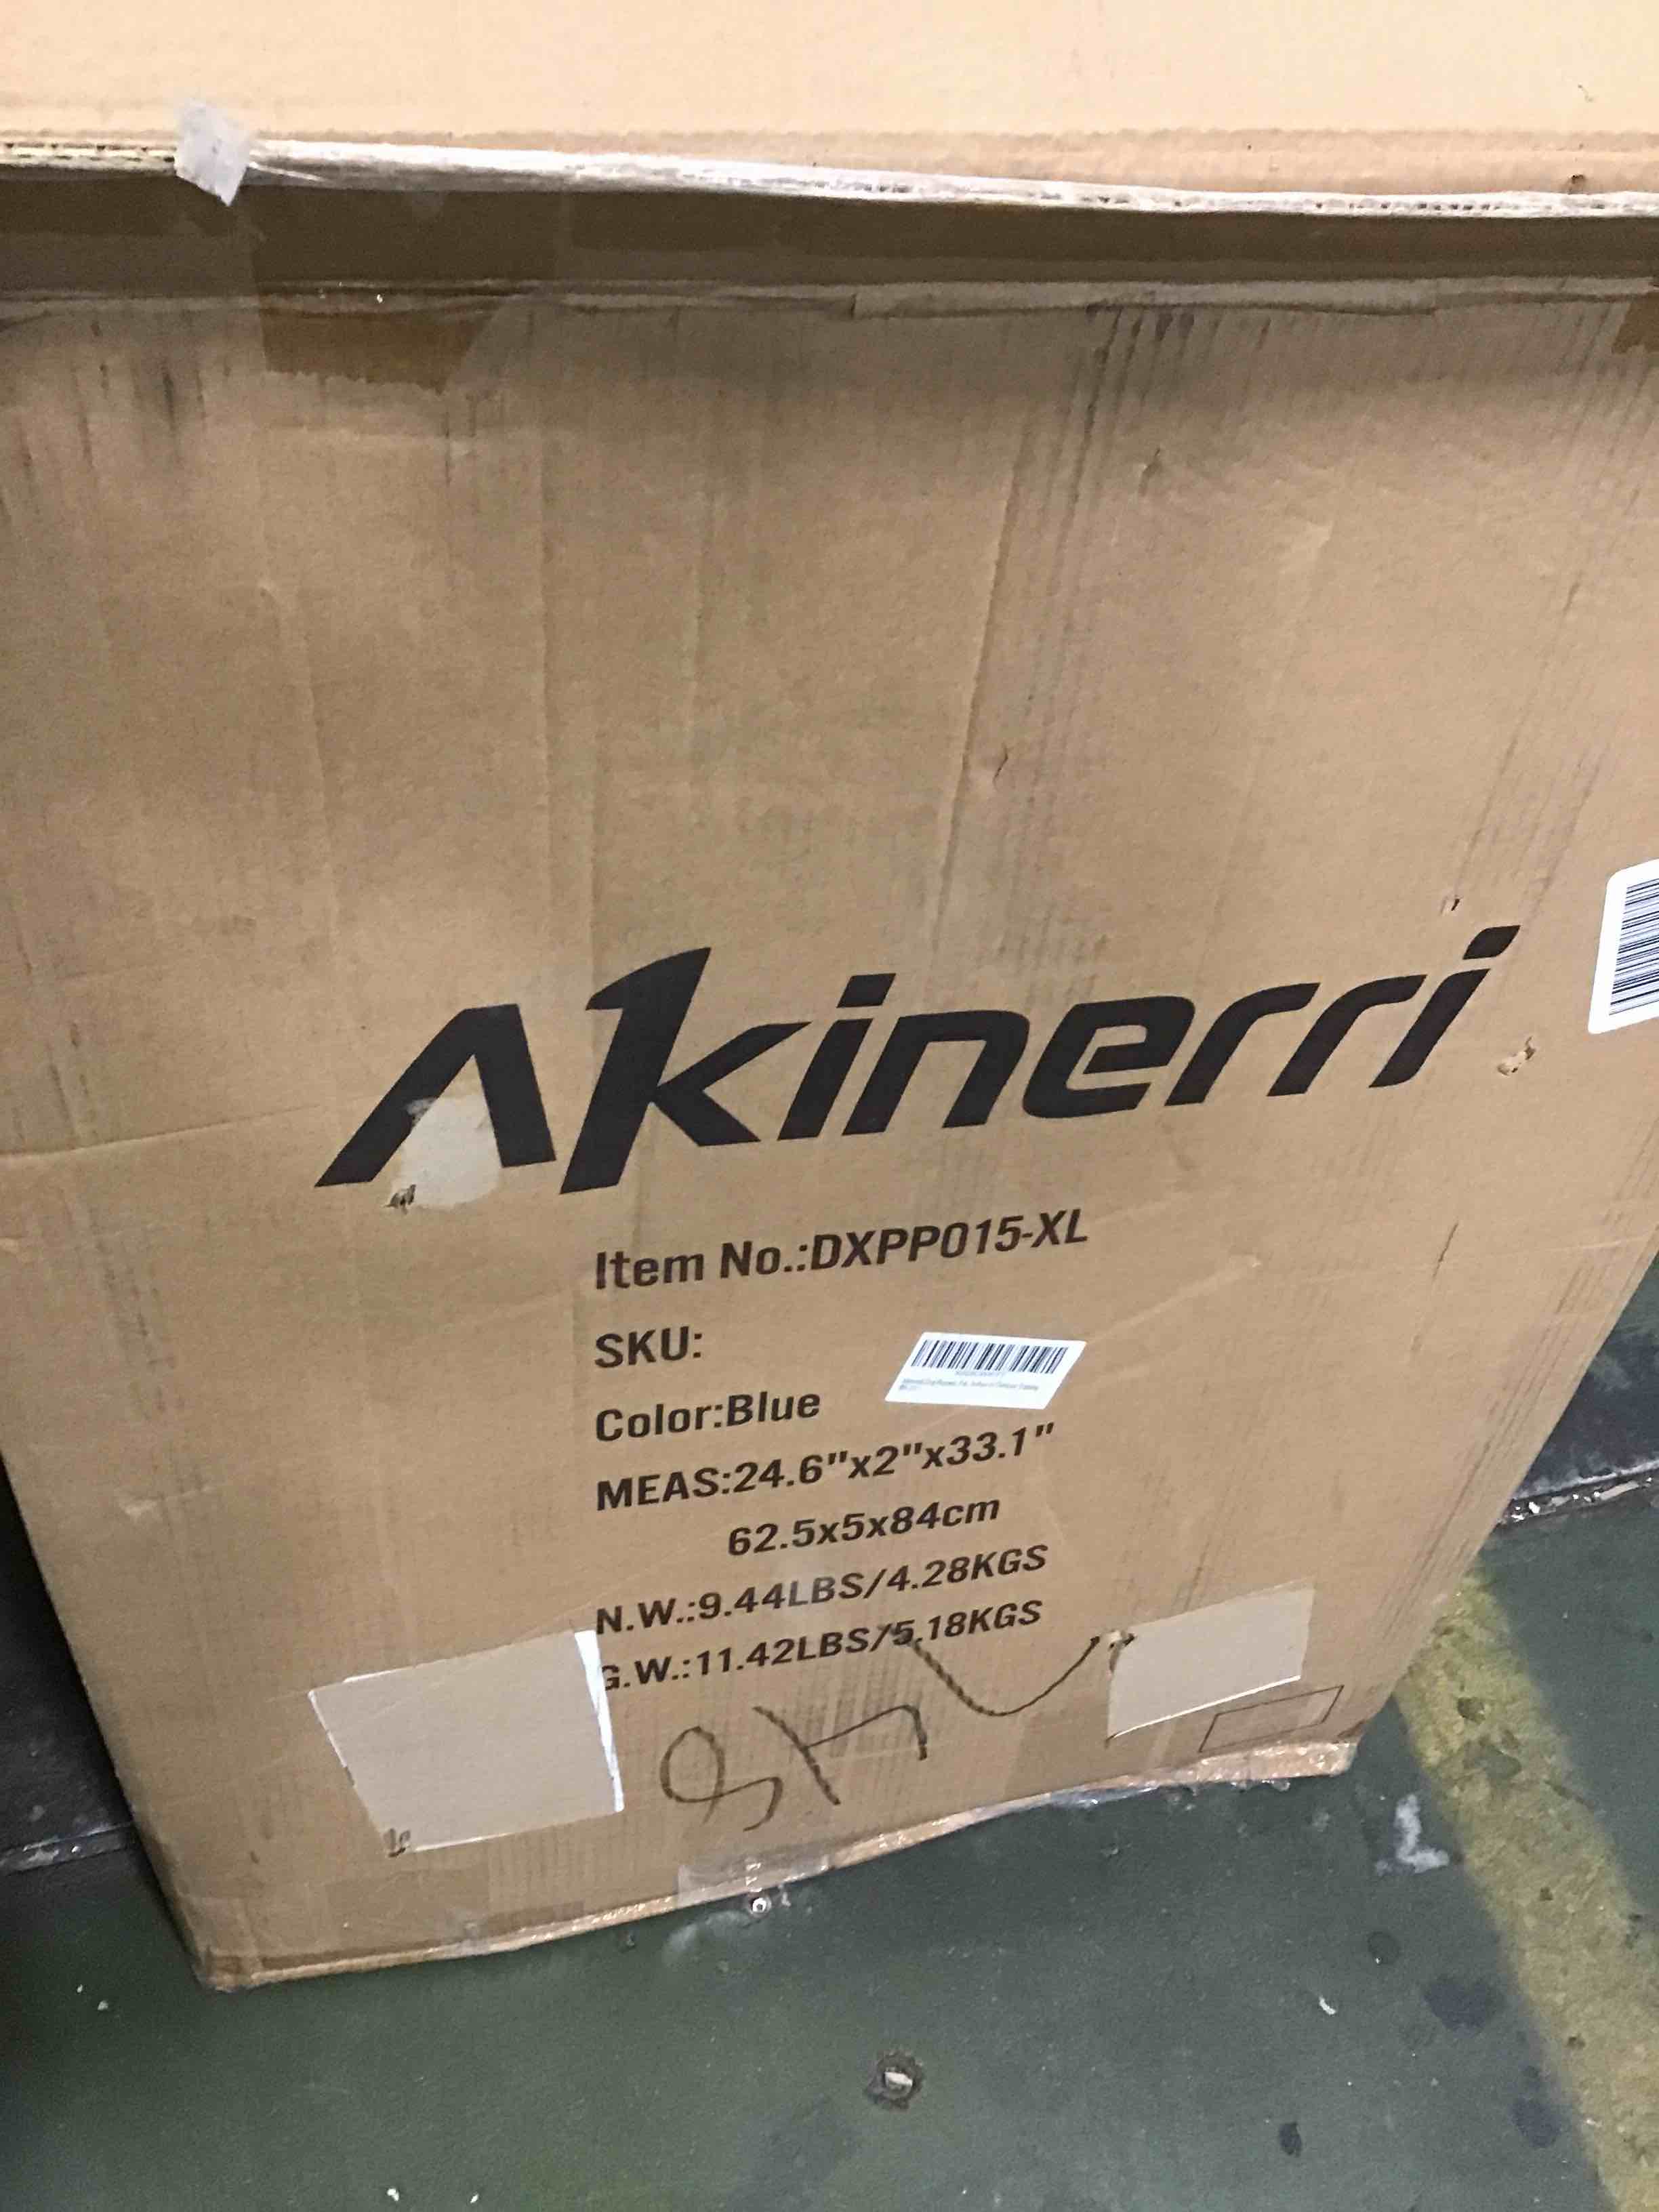 Akinerri
Item No.:DXPP015-XL
SKU:
Color:Blue
MEAS:24.6"x2"x33.1"
62.5x5x84cm
N.W.:9.44LBS/4.28KGS
G.W.:11.42LBS/5.18KGS